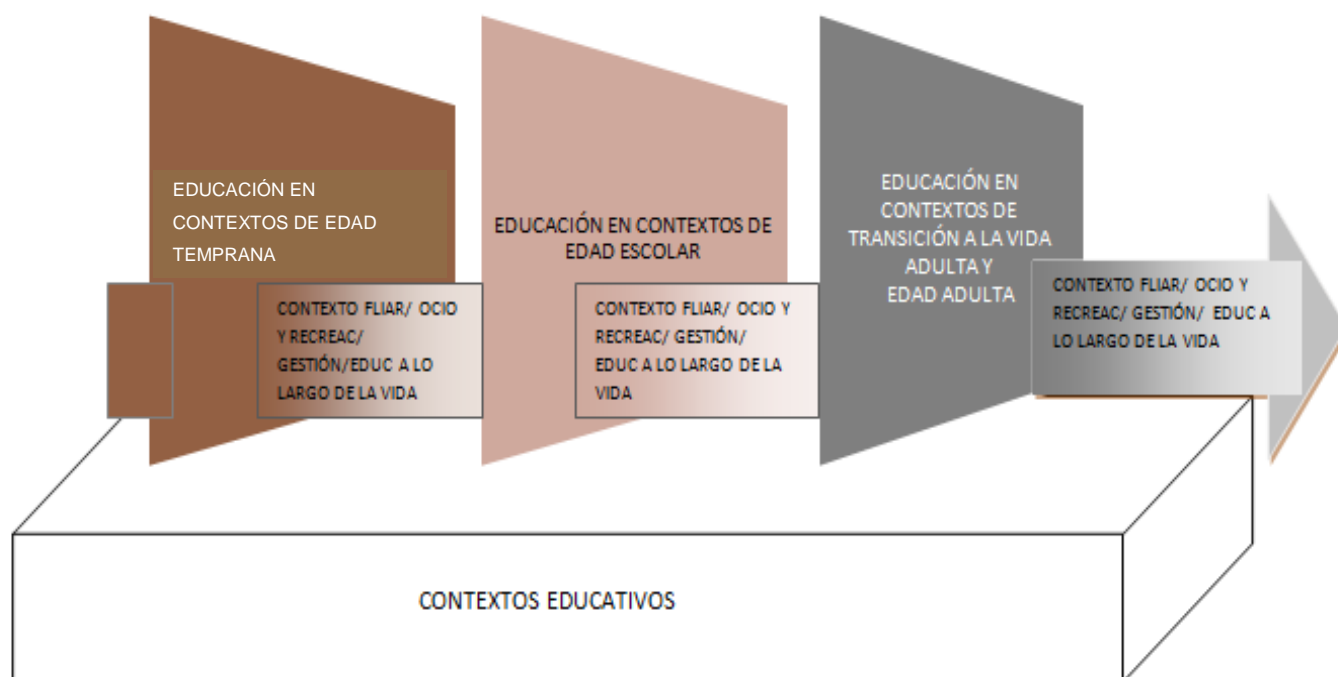 EDUCACIÓN EN
CONTEXTOS DE EDAD
TEMPRANA
EDUCACIÓN EN CONTEXTOS DE
EDAD ESCOLAR
EDUCACIÓN EN
CONTEXTOS DE
TRANSICIÓN A LA VIDA
ADULTA Y
EDAD ADULTA
CONTEXTO FLIAR/ OCIO
Y RECREAC/
GESTIÓN/EDUC A LO
LARGO DE LA VIDA
CONTEXTO FLIAR/ OCIO Y
RECREAC/ GESTIÓN/
EDUC A LO LARGO DE LA
VIDA
CONTEXTO FLIAR/ OCIO Y
RECREAC/ GESTIÓN/ EDUC A
LO LARGO DE LA VIDA
CONTEXTOS EDUCATIVOS